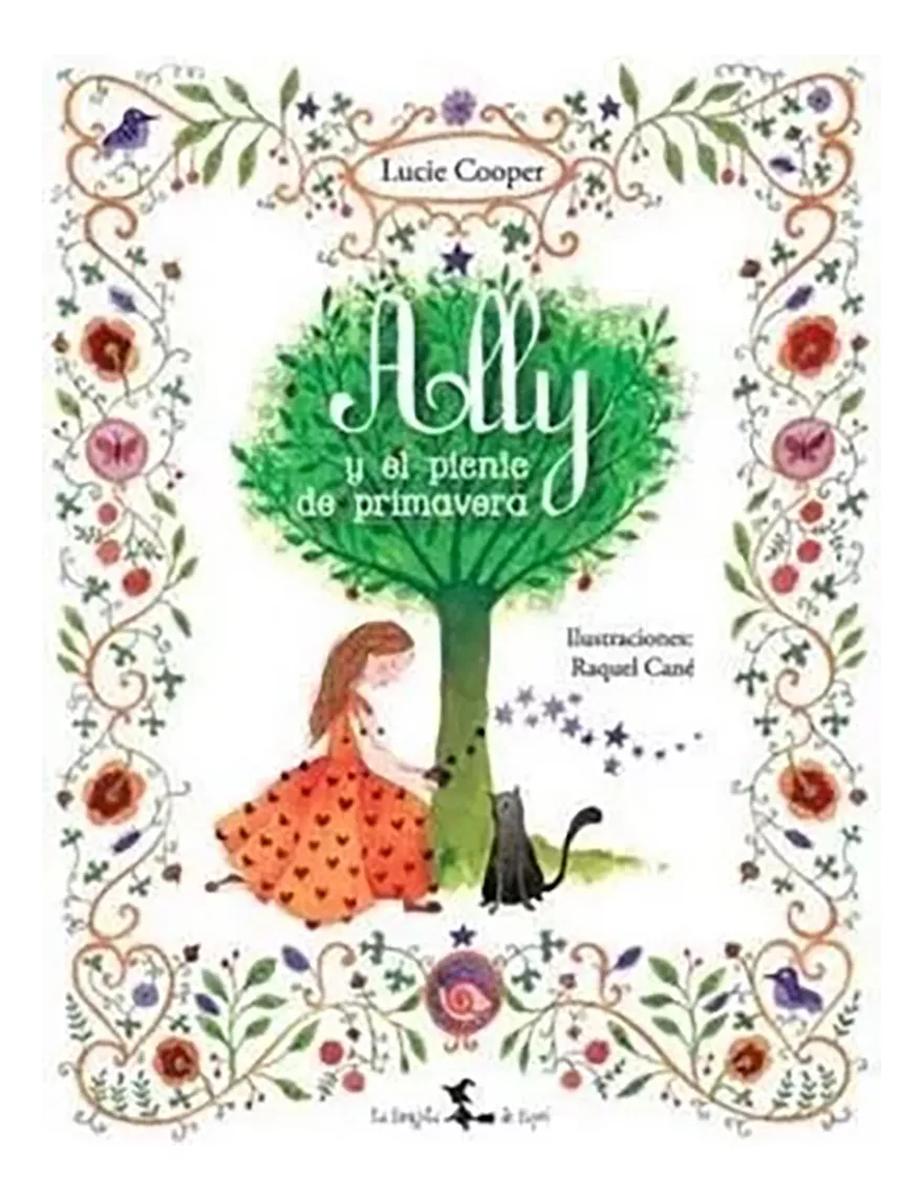 Lucie Cooper
Ally
y el picnic
de primavera
Ilustraciones:
Raquel Cané